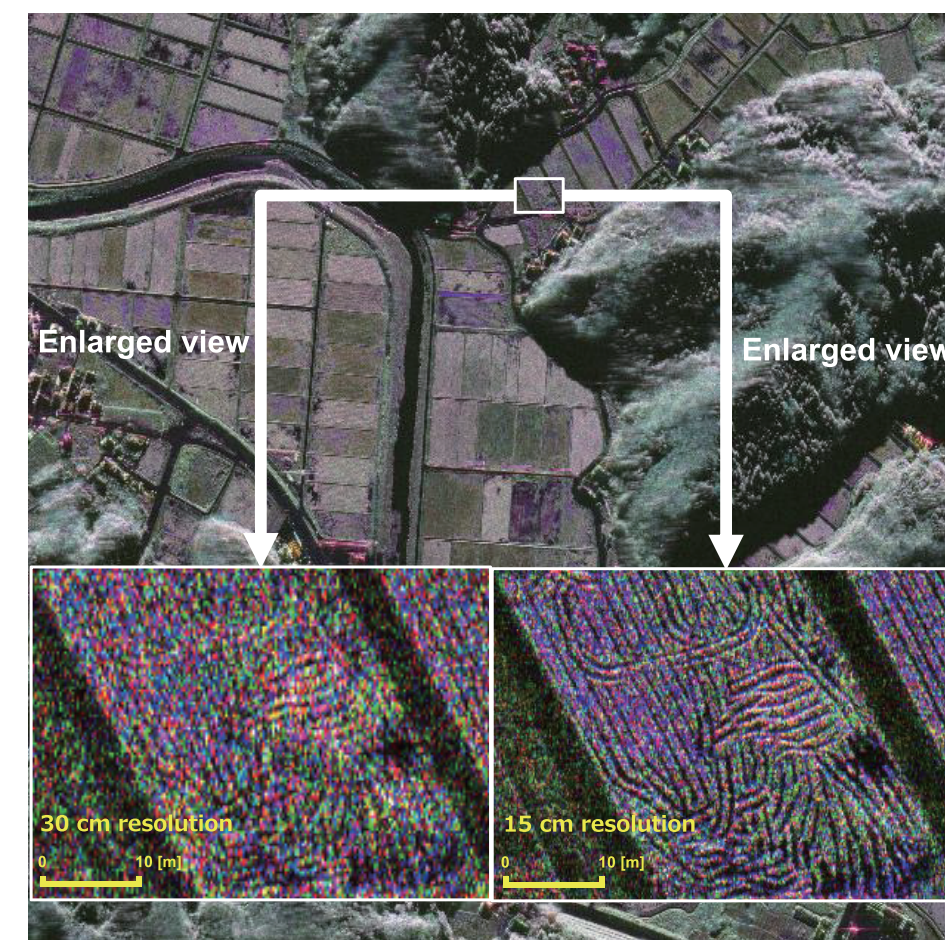 Enlarged view
Enlarged view
30 cm resolution
0 10 [m]
15 cm resolution
0 10 [m]